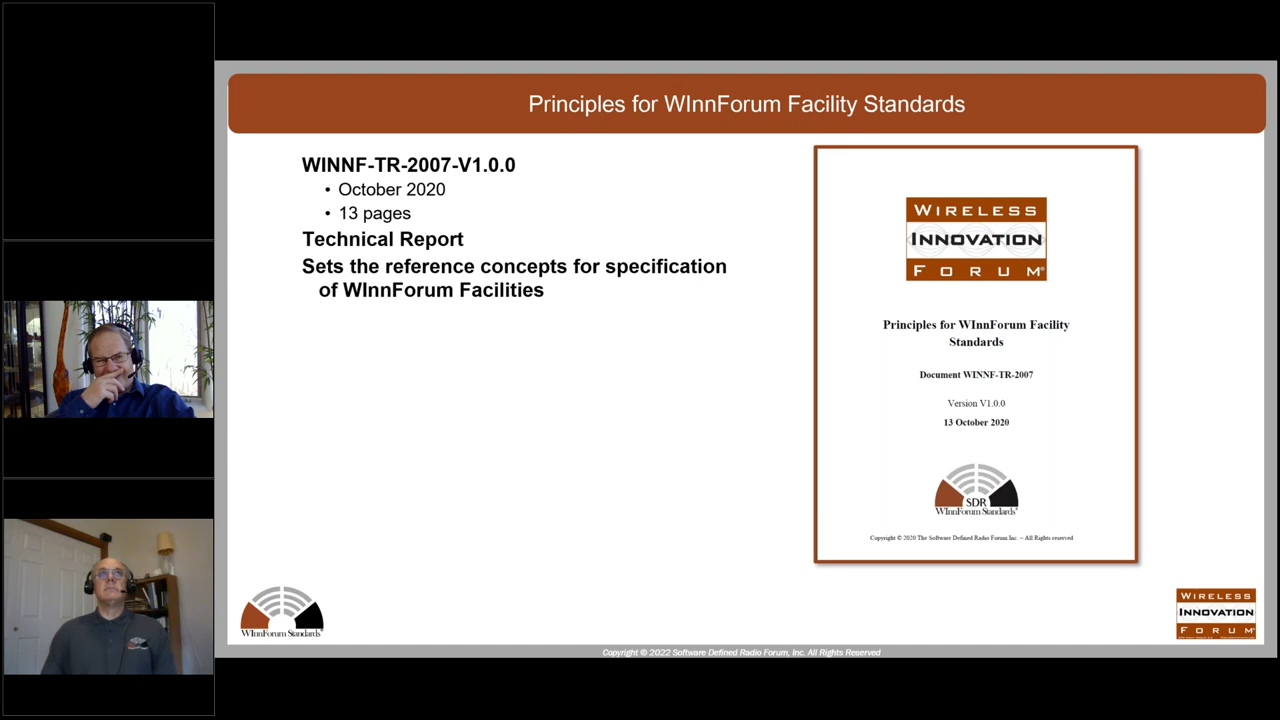 Principles for WInnForum Facility Standards
WINNF-TR-2007-V1.0.0
• October 2020
• 13 pages
Technical Report
Sets the reference concepts for specification
of WInnForum Facilities
WIRELESS
INNOVATION
FORUM®
Principles for WInnForum Facility
Standards
Document WINNF-TR-2007
Version V1.0.0
13 October 2020
SDR
WInnForum Standards®
Copyright © 2020 The Software Defined Radio Forum Inc. – All Rights reserved
WInnForum Standards®
WIRELESS
INNOVATION
FORUM®
Copyright © 2022 Software Defined Radio Forum, Inc. All Rights Reserved